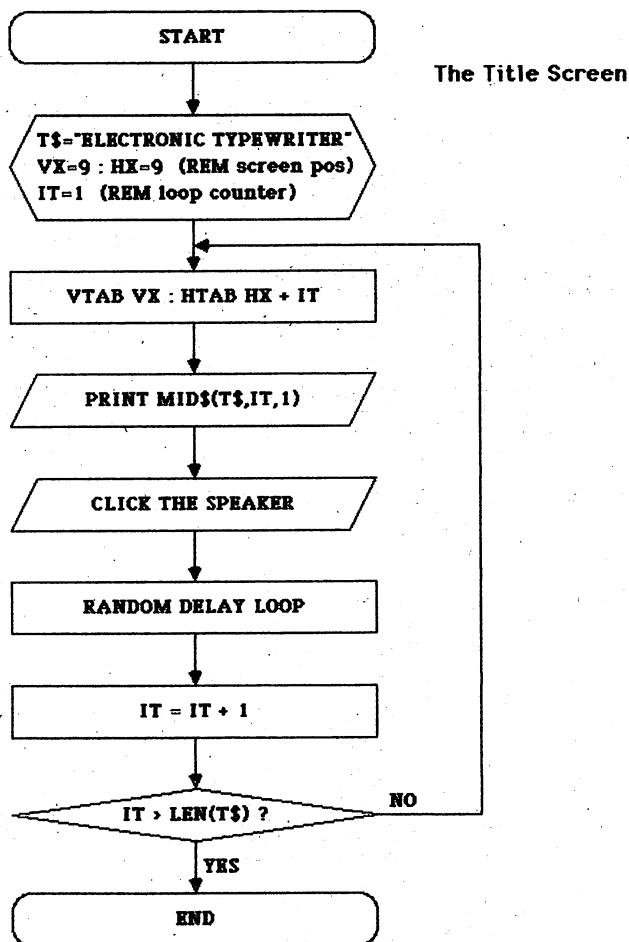 START
The Title Screen
T$="ELECTRONIC TYPEWRITER"
VX=9 : HX=9 (REM screen pos)
IT=1 (REM loop counter)
VTAB VX : HTAB HX + IT
PRINT MID$(T$,IT,1)
CLICK THE SPEAKER
RANDOM DELAY LOOP
IT = IT + 1
IT > LEN(T$) ?
NO
YES
END